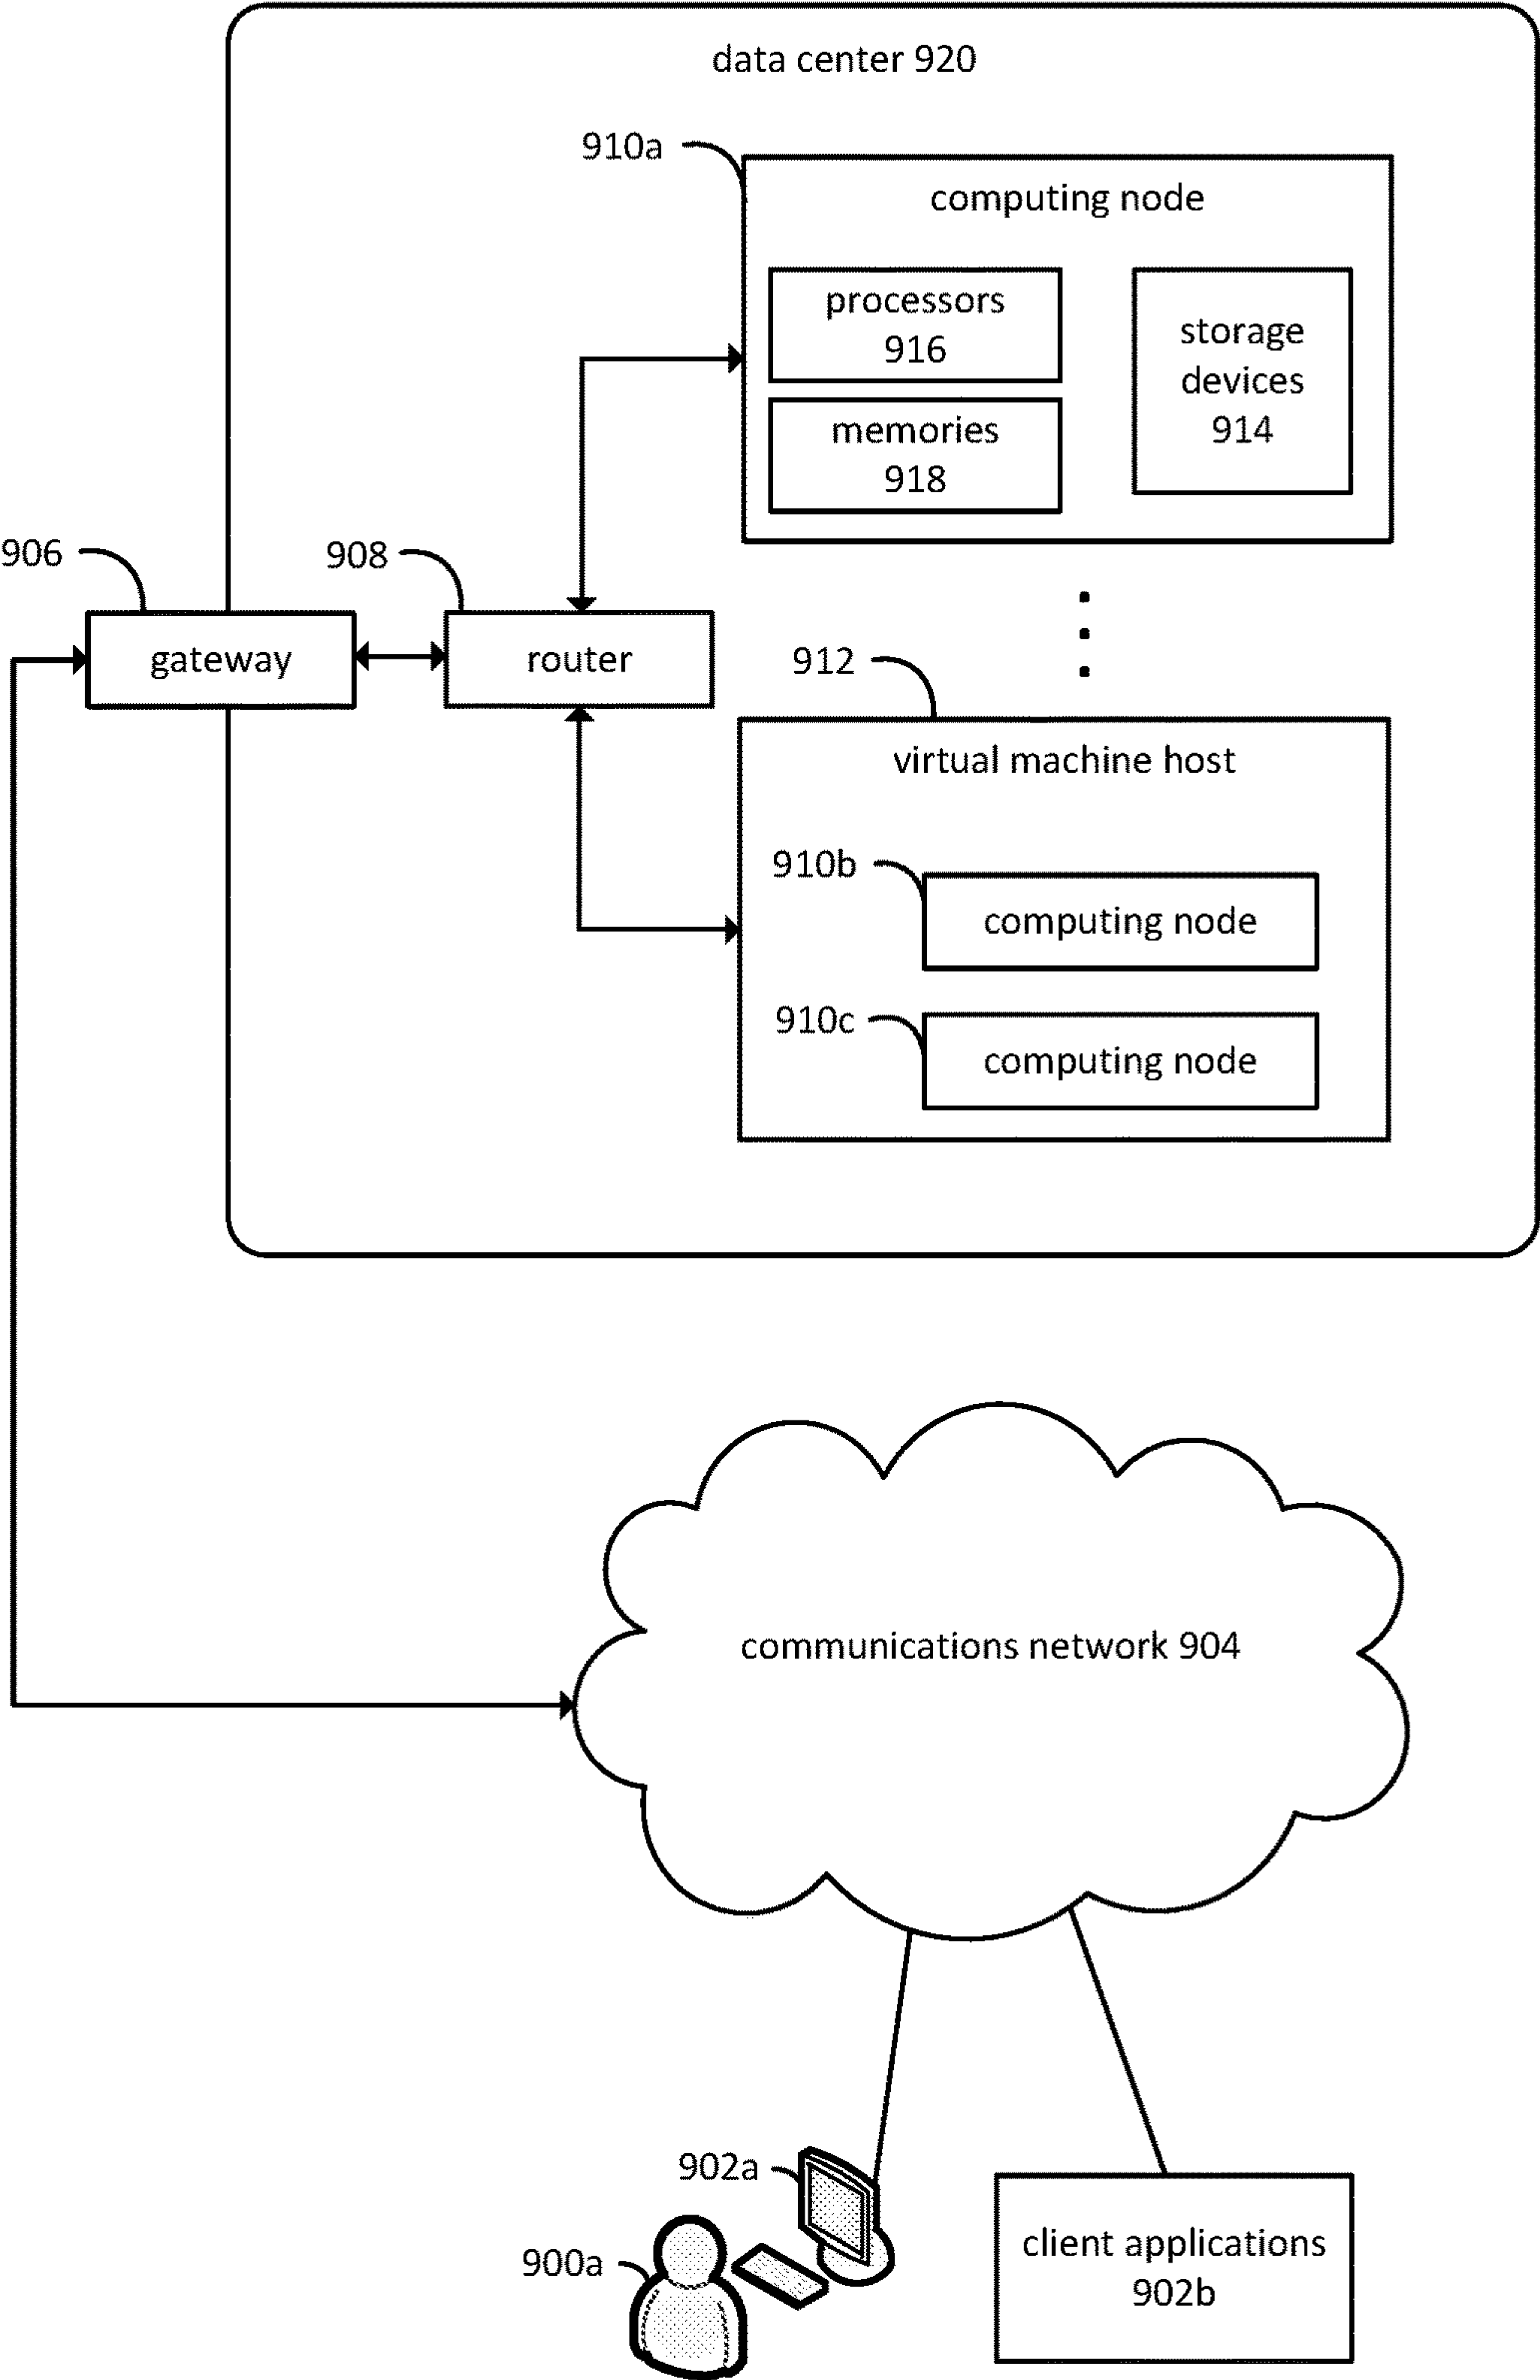 data center 920
910a
computing node
processors
916
storage
devices
914
memories
918
906
908
gateway
router
912
virtual machine host
910b
computing node
910c
computing node
communications network 904
902a
900a
client applications
902b